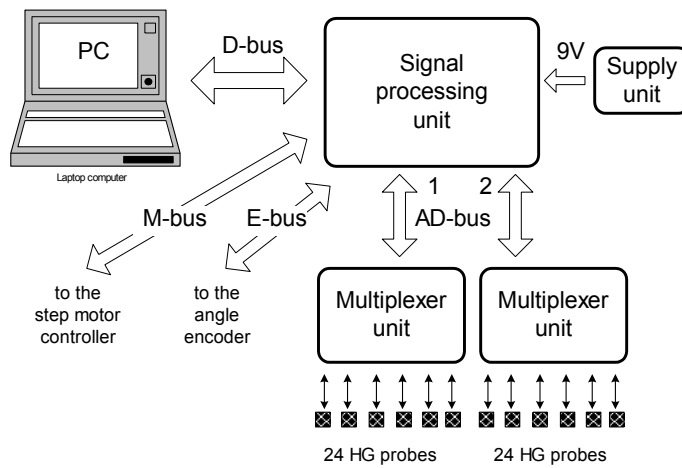 PC
D-bus
Signal
processing
unit
9V
Supply
unit
Laptop computer
M-bus
E-bus
1
2
AD-bus
to the
step motor
controller
to the
angle
encoder
Multiplexer
unit
Multiplexer
unit
24 HG probes
24 HG probes